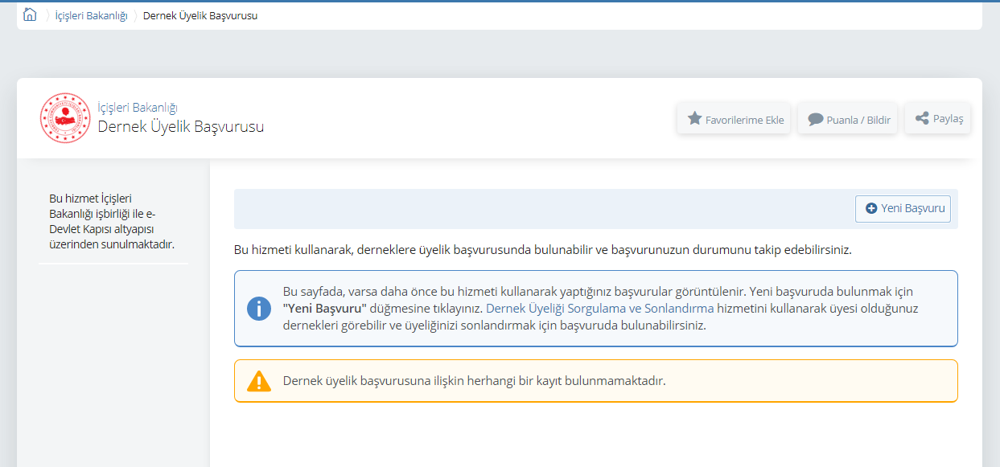 İçişleri Bakanlığı
Dernek Üyelik Başvurusu
İçişleri Bakanlığı
Dernek Üyelik Başvurusu
Favorilerime Ekle
Puanla / Bildir
Paylaş
Bu hizmet İçişleri
Bakanlığı işbirliği ile e-
Devlet Kapısı altyapısı
üzerinden sunulmaktadır.
Yeni Başvuru
Bu hizmeti kullanarak, derneklere üyelik başvurusunda bulunabilir ve başvurunuzun durumunu takip edebilirsiniz.
Bu sayfada, varsa daha önce bu hizmeti kullanarak yaptığınız başvurular görüntülenir. Yeni başvuruda bulunmak için
"Yeni Başvuru" düğmesine tıklayınız. Dernek Üyeliği Sorgulama ve Sonlandırma hizmetini kullanarak üyesi olduğunuz
dernekleri görebilir ve üyeliğinizi sonlandırmak için başvuruda bulunabilirsiniz.
Dernek üyelik başvurusuna ilişkin herhangi bir kayıt bulunmamaktadır.